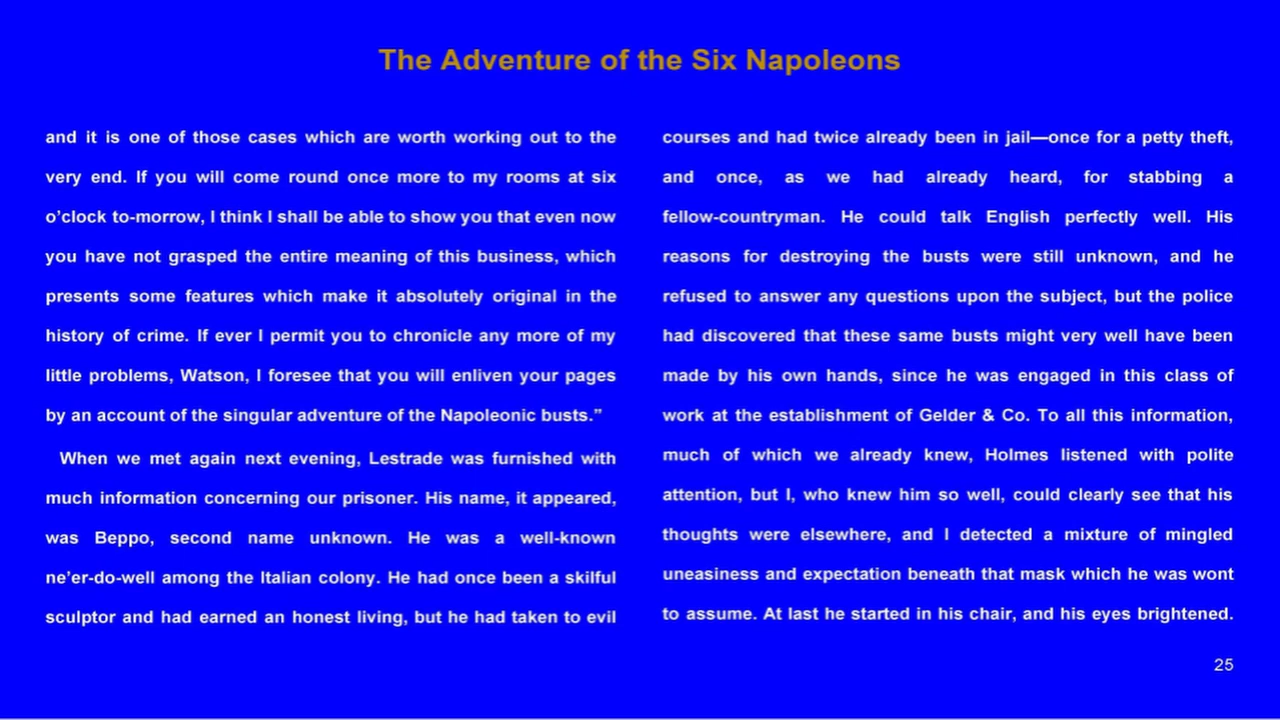 The Adventure of the Six Napoleons
and it is one of those cases which are worth working out to the
very end. If you will come round once more to my rooms at six
o’clock to-morrow, I think I shall be able to show you that even now
you have not grasped the entire meaning of this business, which
presents some features which make it absolutely original in the
history of crime. If ever I permit you to chronicle any more of my
little problems, Watson, I foresee that you will enliven your pages
by an account of the singular adventure of the Napoleonic busts.”
When we met again next evening, Lestrade was furnished with
much information concerning our prisoner. His name, it appeared,
was Beppo, second name unknown. He was a well-known
ne’er-do-well among the Italian colony. He had once been a skilful
sculptor and had earned an honest living, but he had taken to evil
courses and had twice already been in jail—once for a petty theft,
and once, as we had already heard, for stabbing a
fellow-countryman. He could talk English perfectly well. His
reasons for destroying the busts were still unknown, and he
refused to answer any questions upon the subject, but the police
had discovered that these same busts might very well have been
made by his own hands, since he was engaged in this class of
work at the establishment of Gelder & Co. To all this information,
much of which we already knew, Holmes listened with polite
attention, but I, who knew him so well, could clearly see that his
thoughts were elsewhere, and I detected a mixture of mingled
uneasiness and expectation beneath that mask which he was wont
to assume. At last he started in his chair, and his eyes brightened.
25